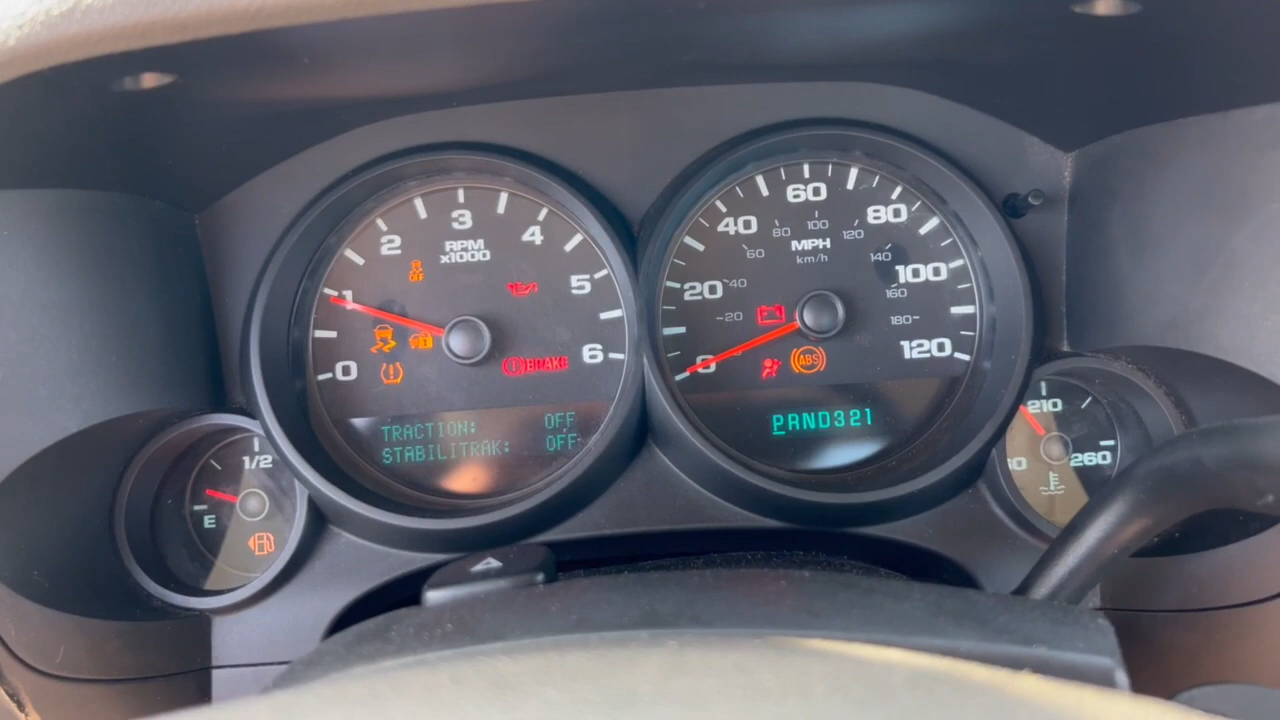 3
2
4
RPM
x1000
OFF
1
5
0
6
BRAKE
TRACTION: OFF
STABILITRAK: OFF
60
40
80
80
100
120
60
MPH
km/h
140
20
40
100
160
20
180
0
120
ABS
PRND321
1/2
E
210
260